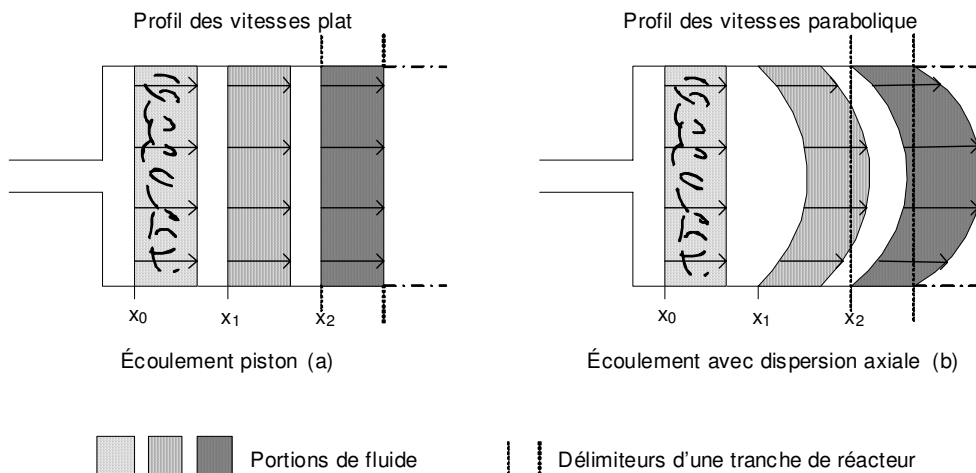 Profil des vitesses plat
Profil des vitesses parabolique
x0 x1 x2
x0 x1 x2
Écoulement piston (a)
Écoulement avec dispersion axiale (b)
Portions de fluide
Délimiteurs d'une tranche de réacteur